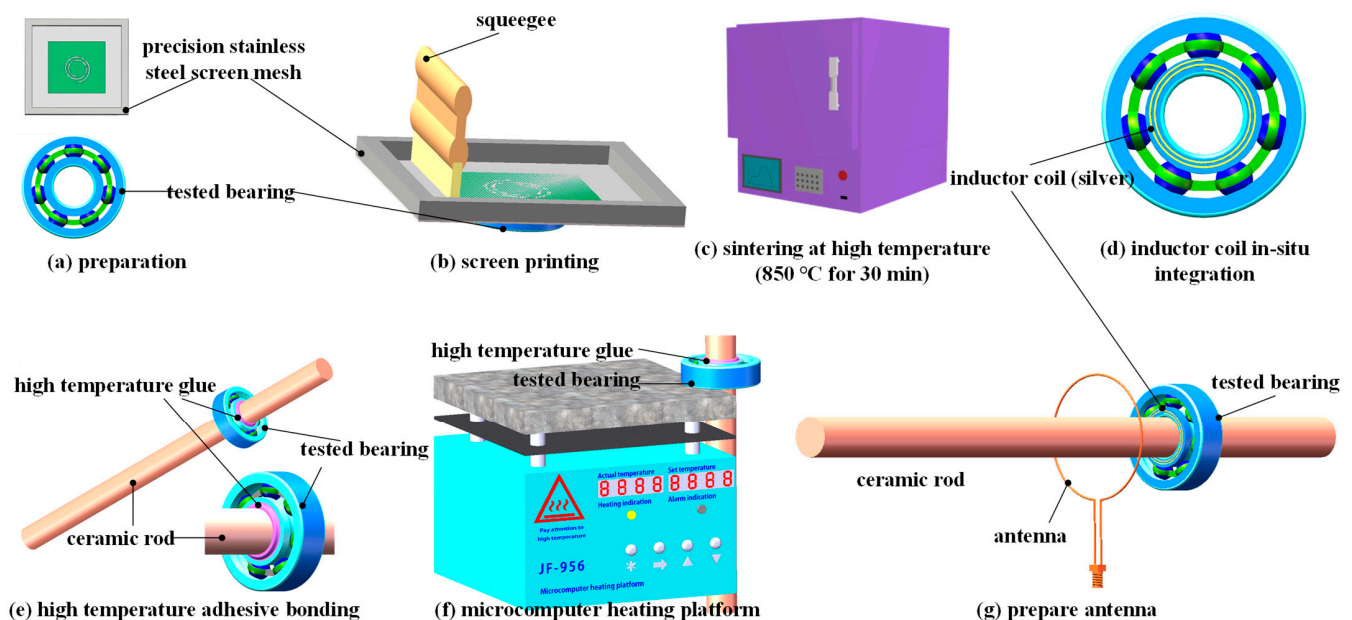 squeegee
precision stainless
steel screen mesh
tested bearing
inductor coil (silver)
(a) preparation
(b) screen printing
(c) sintering at high temperature
(850 °C for 30 min)
(d) inductor coil in-situ
integration
high temperature glue
tested bearing
ceramic rod
(e) high temperature adhesive bonding
high temperature glue
tested bearing
Actual temperature
Set temperature
8888
8888
Heating indication
Alarm indication
Pay attention to
high temperature
JF-956
Microcomputer heating platform
(f) microcomputer heating platform
tested bearing
ceramic rod
antenna
(g) prepare antenna